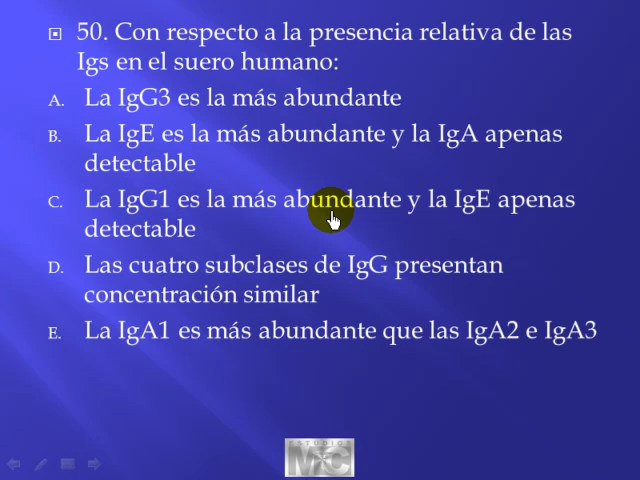 50. Con respecto a la presencia relativa de las
Igs en el suero humano:
A. La IgG3 es la más abundante
B. La IgE es la más abundante y la IgA apenas
detectable
C. La IgG1 es la más abundante y la IgE apenas
detectable
D. Las cuatro subclases de IgG presentan
concentración similar
E. La IgA1 es más abundante que las IgA2 e IgA3
ESTUDIOS
MC